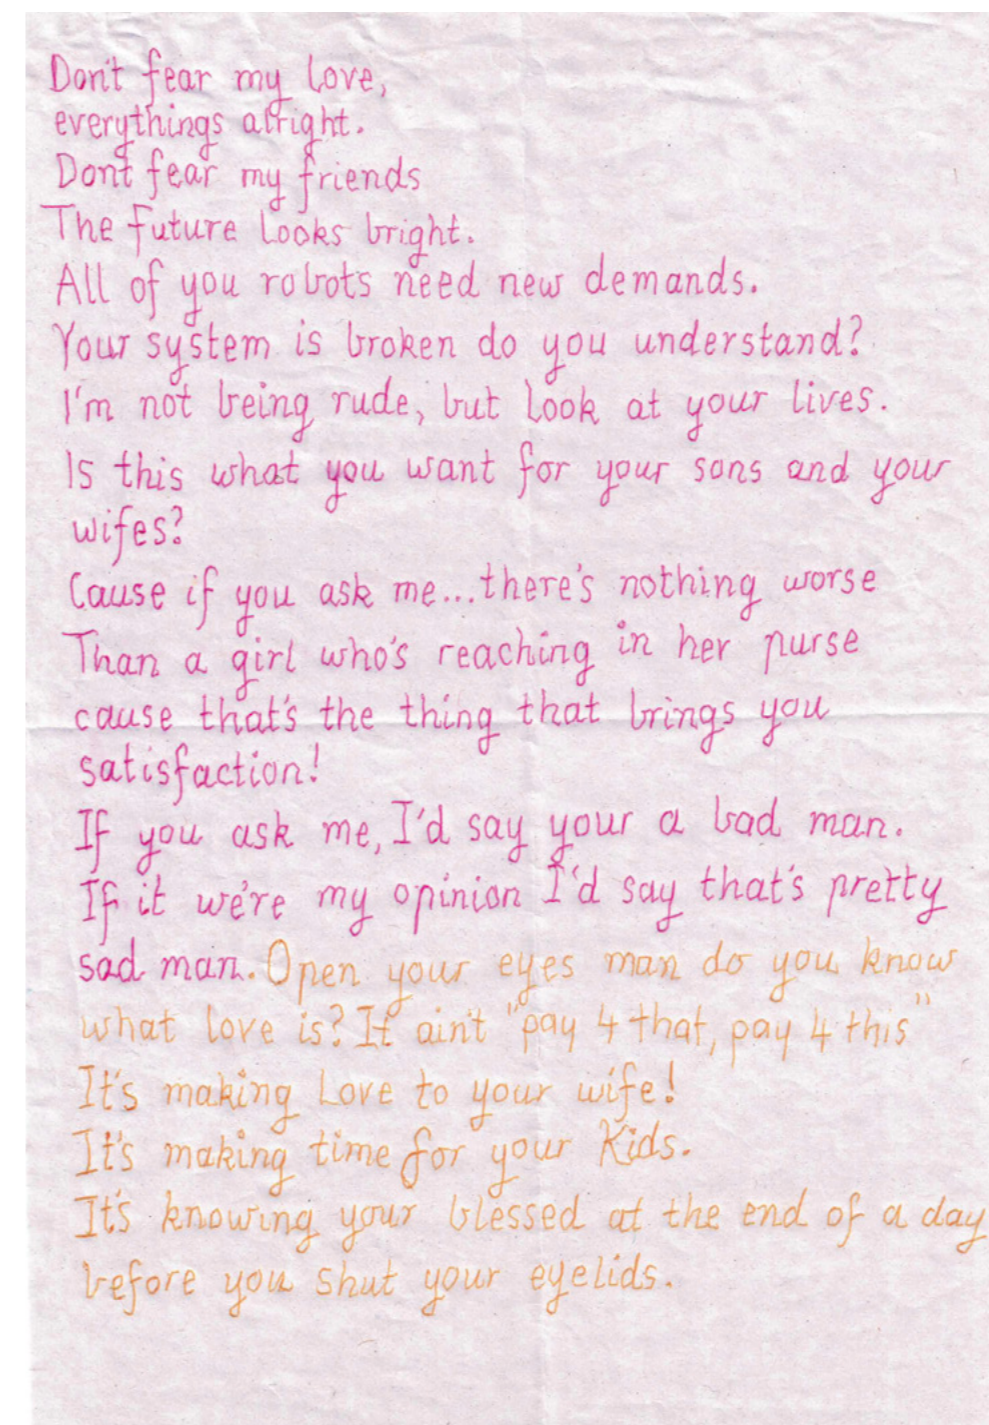 Don't fear my love,
everythings alright.
Dont fear my friends
The future looks bright.
All of you robots need new demands.
Your system is broken do you understand?
I'm not being rude, but look at your lives.
Is this what you want for your sons and your
wifes?
Cause if you ask me...there's nothing worse
Than a girl who's reaching in her purse
cause that's the thing that brings you
satisfaction!
If you ask me, I'd say your a bad man.
If it we're my opinion I'd say that's pretty
sad man. Open your eyes man do you know
what love is? It ain't "pay 4 that, pay 4 this"
It's making Love to your wife!
It's making time for your Kids.
It's knowing your blessed at the end of a day
before you shut your eyelids.